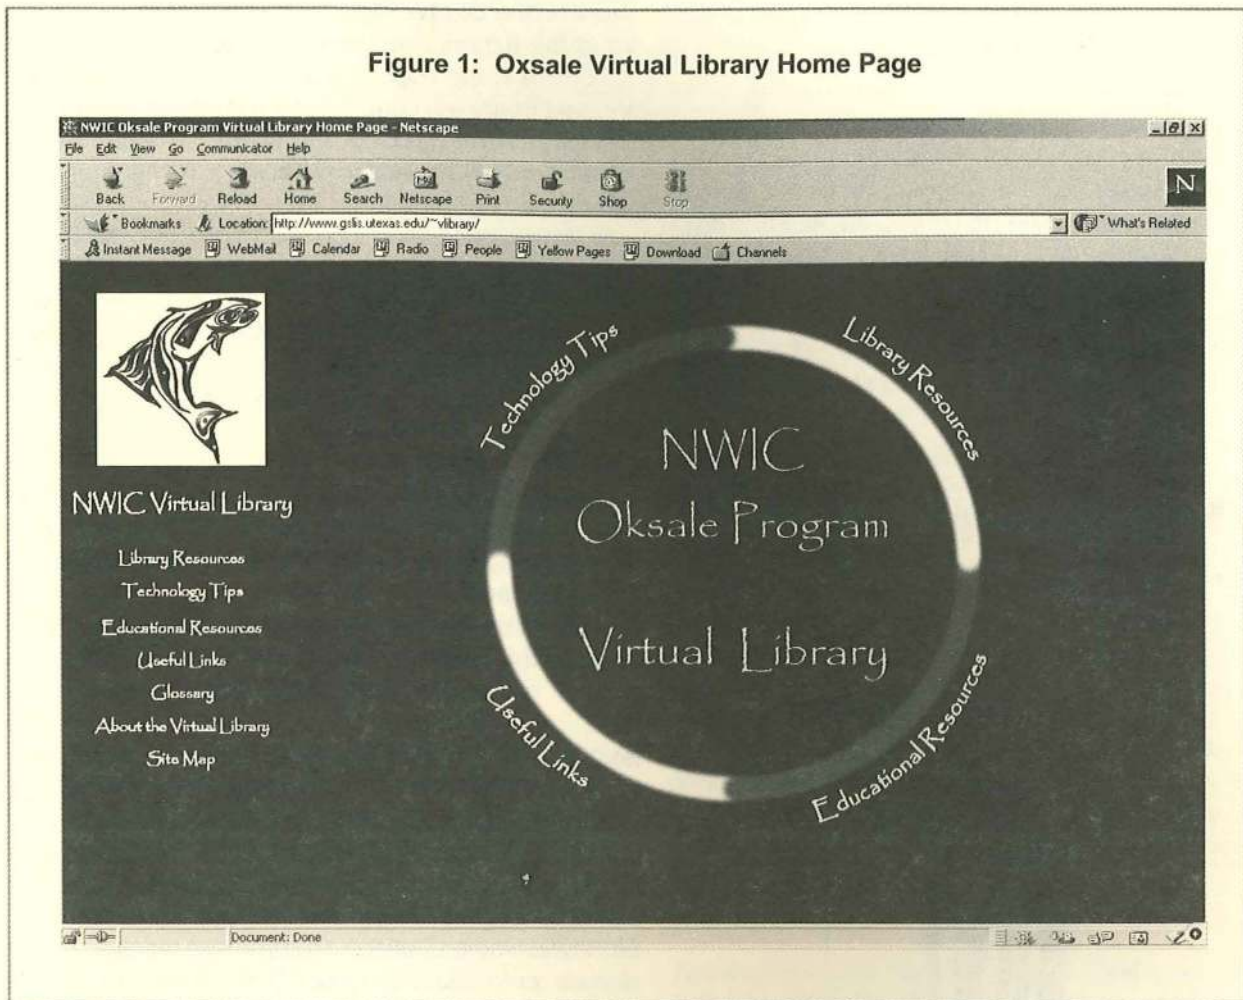 Figure 1: Oxsale Virtual Library Home Page
NWIC Oksale Program Virtual Library Home Page - Netscape
File Edit View Go Communicator Help
Back Forward Reload Home Search Netscape Print Security Shop Stop
N
Bookmarks Location: http://www.gslis.utexas.edu/~vlibrary/ What's Related
Instant Message WebMail Calendar Radio People Yellow Pages Download Channels
NWIC Virtual Library
Library Resources
Technology Tips
Educational Resources
Useful Links
Glossary
About the Virtual Library
Site Map
Technology Tips
Library Resources
NWIC
Oksale Program
Virtual Library
Useful Links
Educational Resources
Document: Done